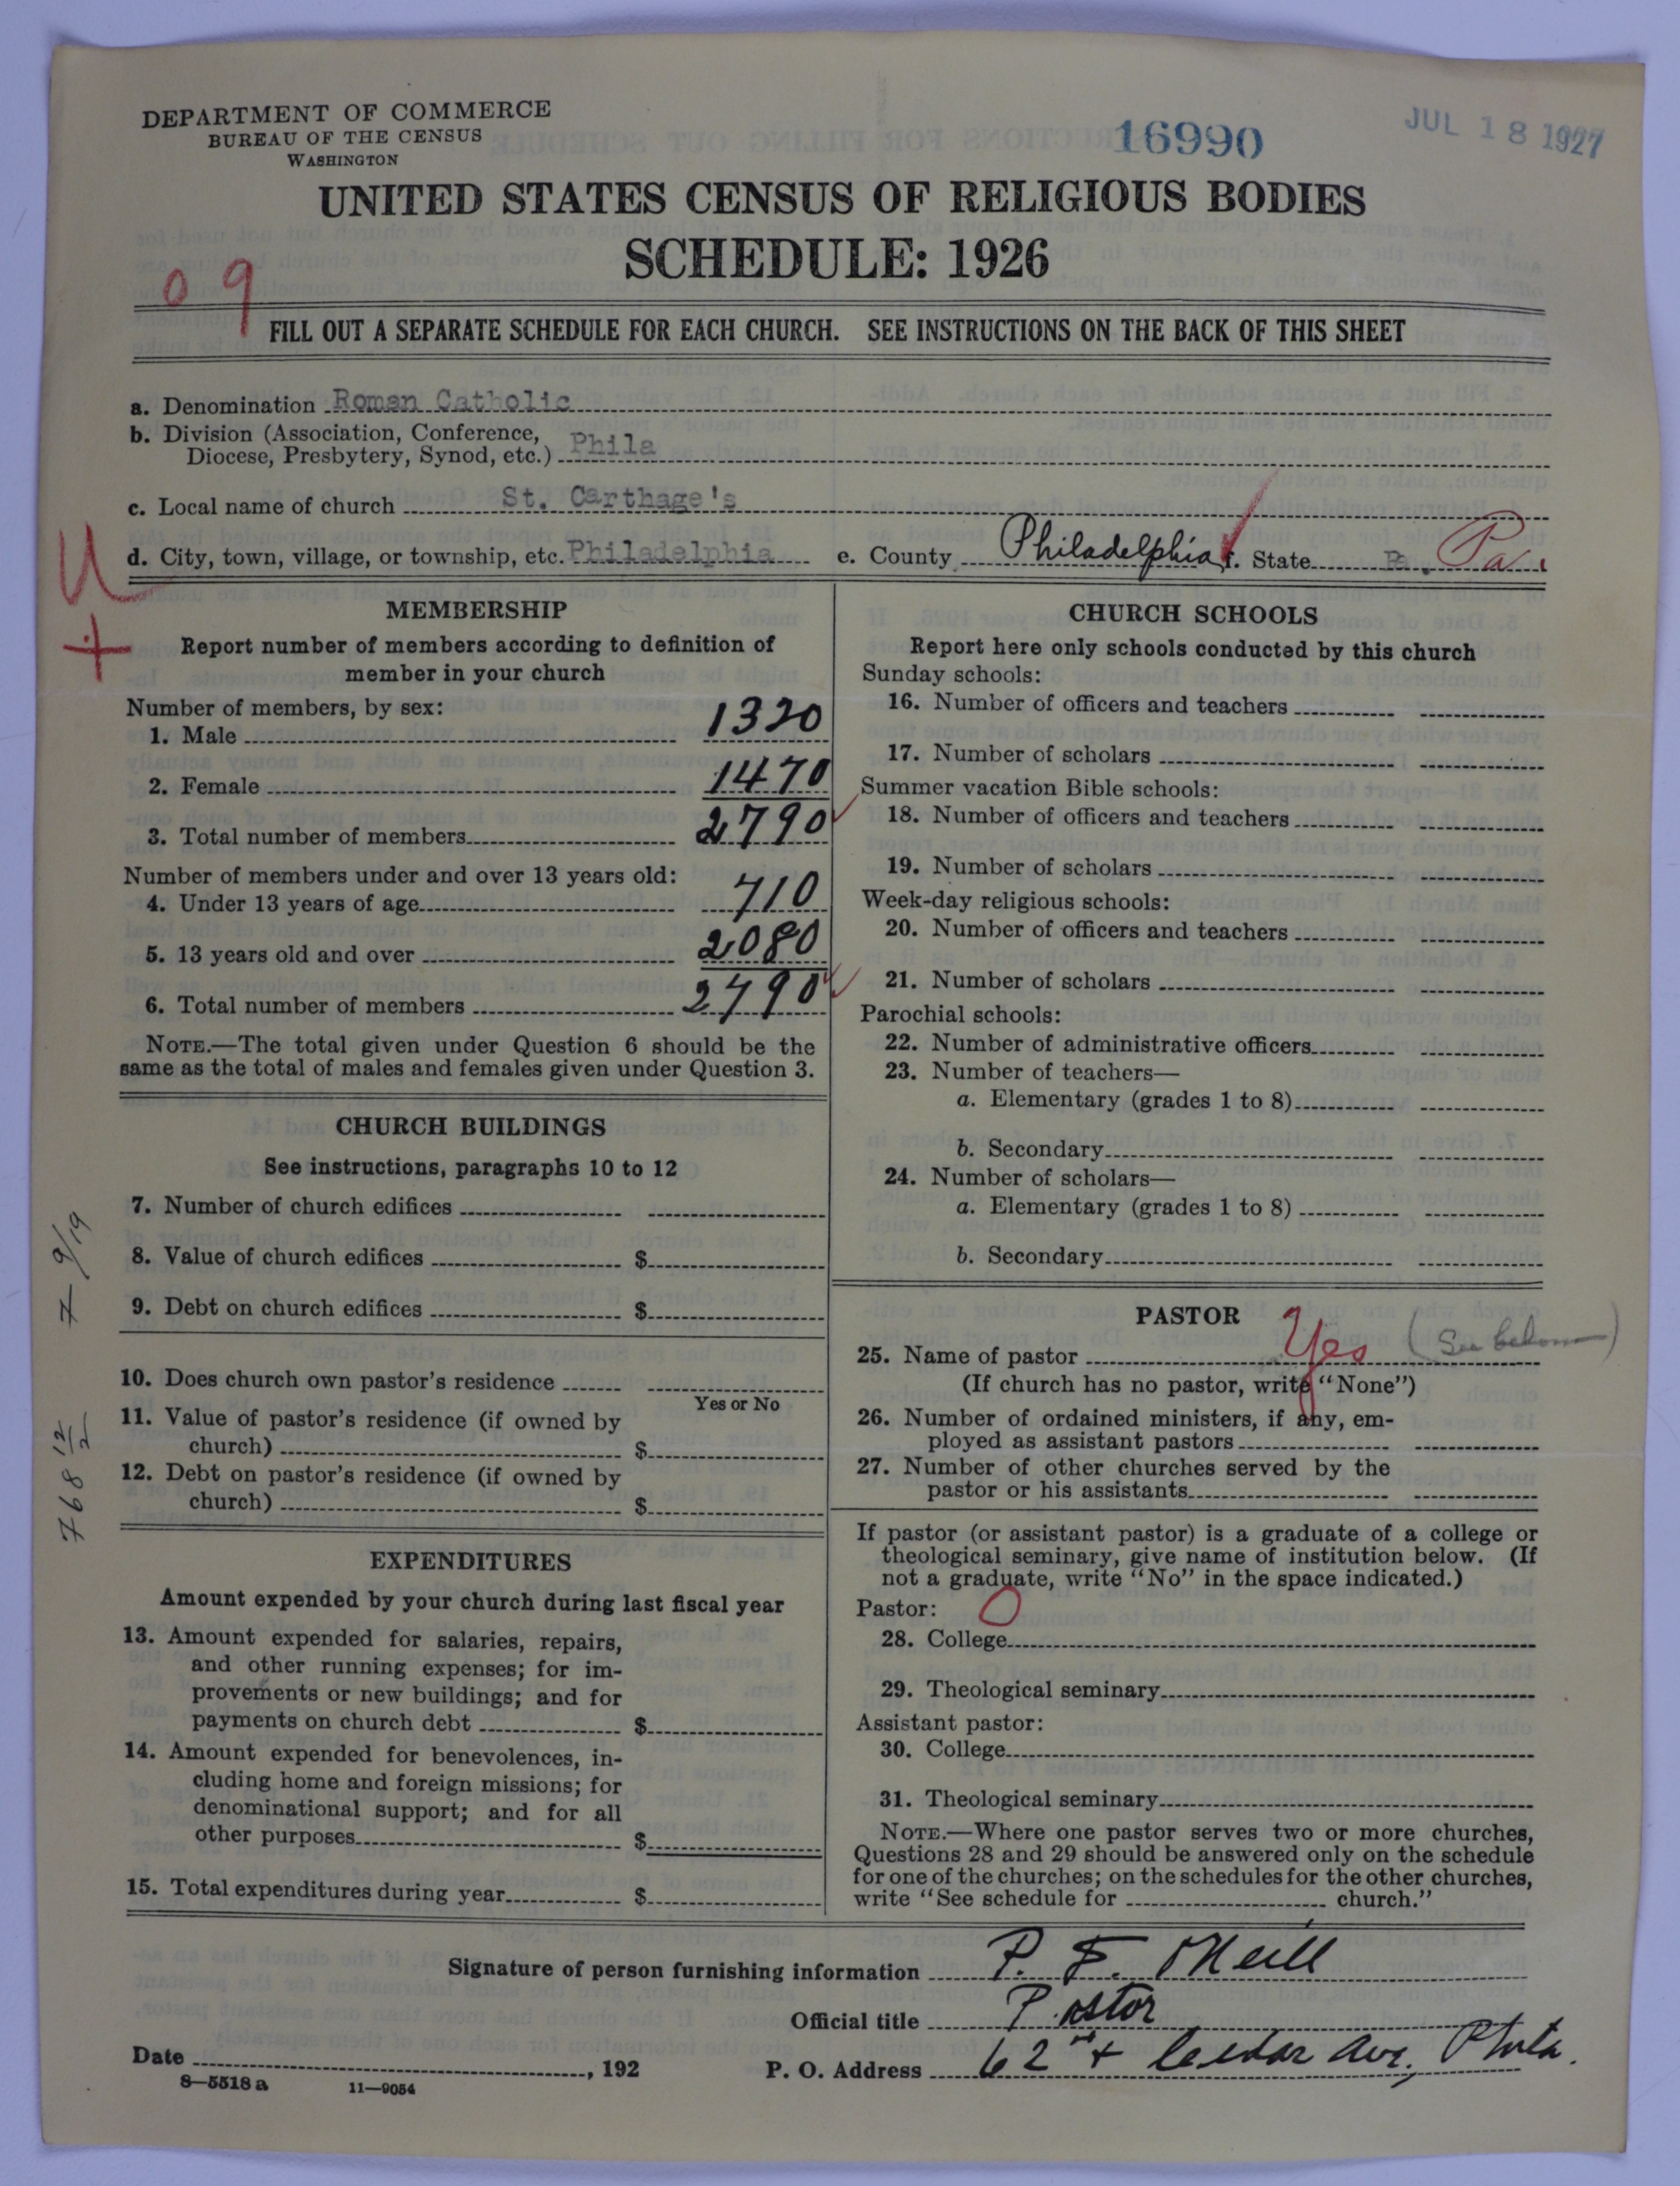 DEPARTMENT OF COMMERCE
BUREAU OF THE CENSUS
WASHINGTON
16990
JUL 18 1927
UNITED STATES CENSUS OF RELIGIOUS BODIES
SCHEDULE: 1926
09
FILL OUT A SEPARATE SCHEDULE FOR EACH CHURCH. SEE INSTRUCTIONS ON THE BACK OF THIS SHEET
a. Denomination Roman Catholic
b. Division (Association, Conference,
Diocese, Presbytery, Synod, etc.) Phila
c. Local name of church St. Carthage's
d. City, town, village, or township, etc. Philadelphia e. County Philadelphia f. State Pa. Pa.
U
+
MEMBERSHIP
Report number of members according to definition of
member in your church
Number of members, by sex:
1. Male 1320
2. Female 1470
3. Total number of members 2790
Number of members under and over 13 years old:
4. Under 13 years of age 710
5. 13 years old and over 2080
6. Total number of members 2790
NOTE.—The total given under Question 6 should be the
same as the total of males and females given under Question 3.
CHURCH BUILDINGS
See instructions, paragraphs 10 to 12
7. Number of church edifices
8. Value of church edifices $
9. Debt on church edifices $
10. Does church own pastor's residence
Yes or No
11. Value of pastor's residence (if owned by
church) $
12. Debt on pastor's residence (if owned by
church) $
768 12/2 7-9/19
EXPENDITURES
Amount expended by your church during last fiscal year
13. Amount expended for salaries, repairs,
and other running expenses; for im-
provements or new buildings; and for
payments on church debt $
14. Amount expended for benevolences, in-
cluding home and foreign missions; for
denominational support; and for all
other purposes $
15. Total expenditures during year $
CHURCH SCHOOLS
Report here only schools conducted by this church
Sunday schools:
16. Number of officers and teachers
17. Number of scholars
Summer vacation Bible schools:
18. Number of officers and teachers
19. Number of scholars
Week-day religious schools:
20. Number of officers and teachers
21. Number of scholars
Parochial schools:
22. Number of administrative officers
23. Number of teachers—
a. Elementary (grades 1 to 8)
b. Secondary
24. Number of scholars—
a. Elementary (grades 1 to 8)
b. Secondary
PASTOR
25. Name of pastor Yes (See below)
(If church has no pastor, write "None")
26. Number of ordained ministers, if any, em-
ployed as assistant pastors
27. Number of other churches served by the
pastor or his assistants
If pastor (or assistant pastor) is a graduate of a college or
theological seminary, give name of institution below. (If
not a graduate, write "No" in the space indicated.)
Pastor: O
28. College
29. Theological seminary
Assistant pastor:
30. College
31. Theological seminary
NOTE.—Where one pastor serves two or more churches,
Questions 28 and 29 should be answered only on the schedule
for one of the churches; on the schedules for the other churches,
write "See schedule for church."
Signature of person furnishing information P. F. O'Neill
Official title Pastor
Date , 192 P. O. Address 62nd + Cedar Ave., Phila.
8—5518 a 11—9054